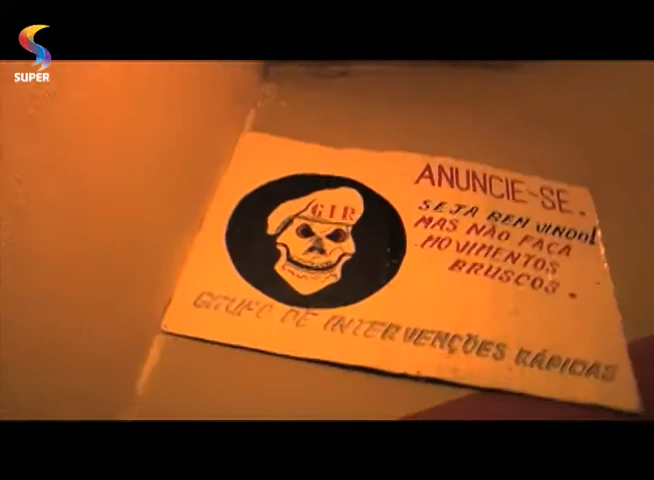 SUPER
ANUNCIE-SE.
SEJA BEM VINDO!
MAS NÃO FAÇA
MOVIMENTOS
BRUSCOS.
GIR
GRUPO DE INTERVENÇÕES RÁPIDAS